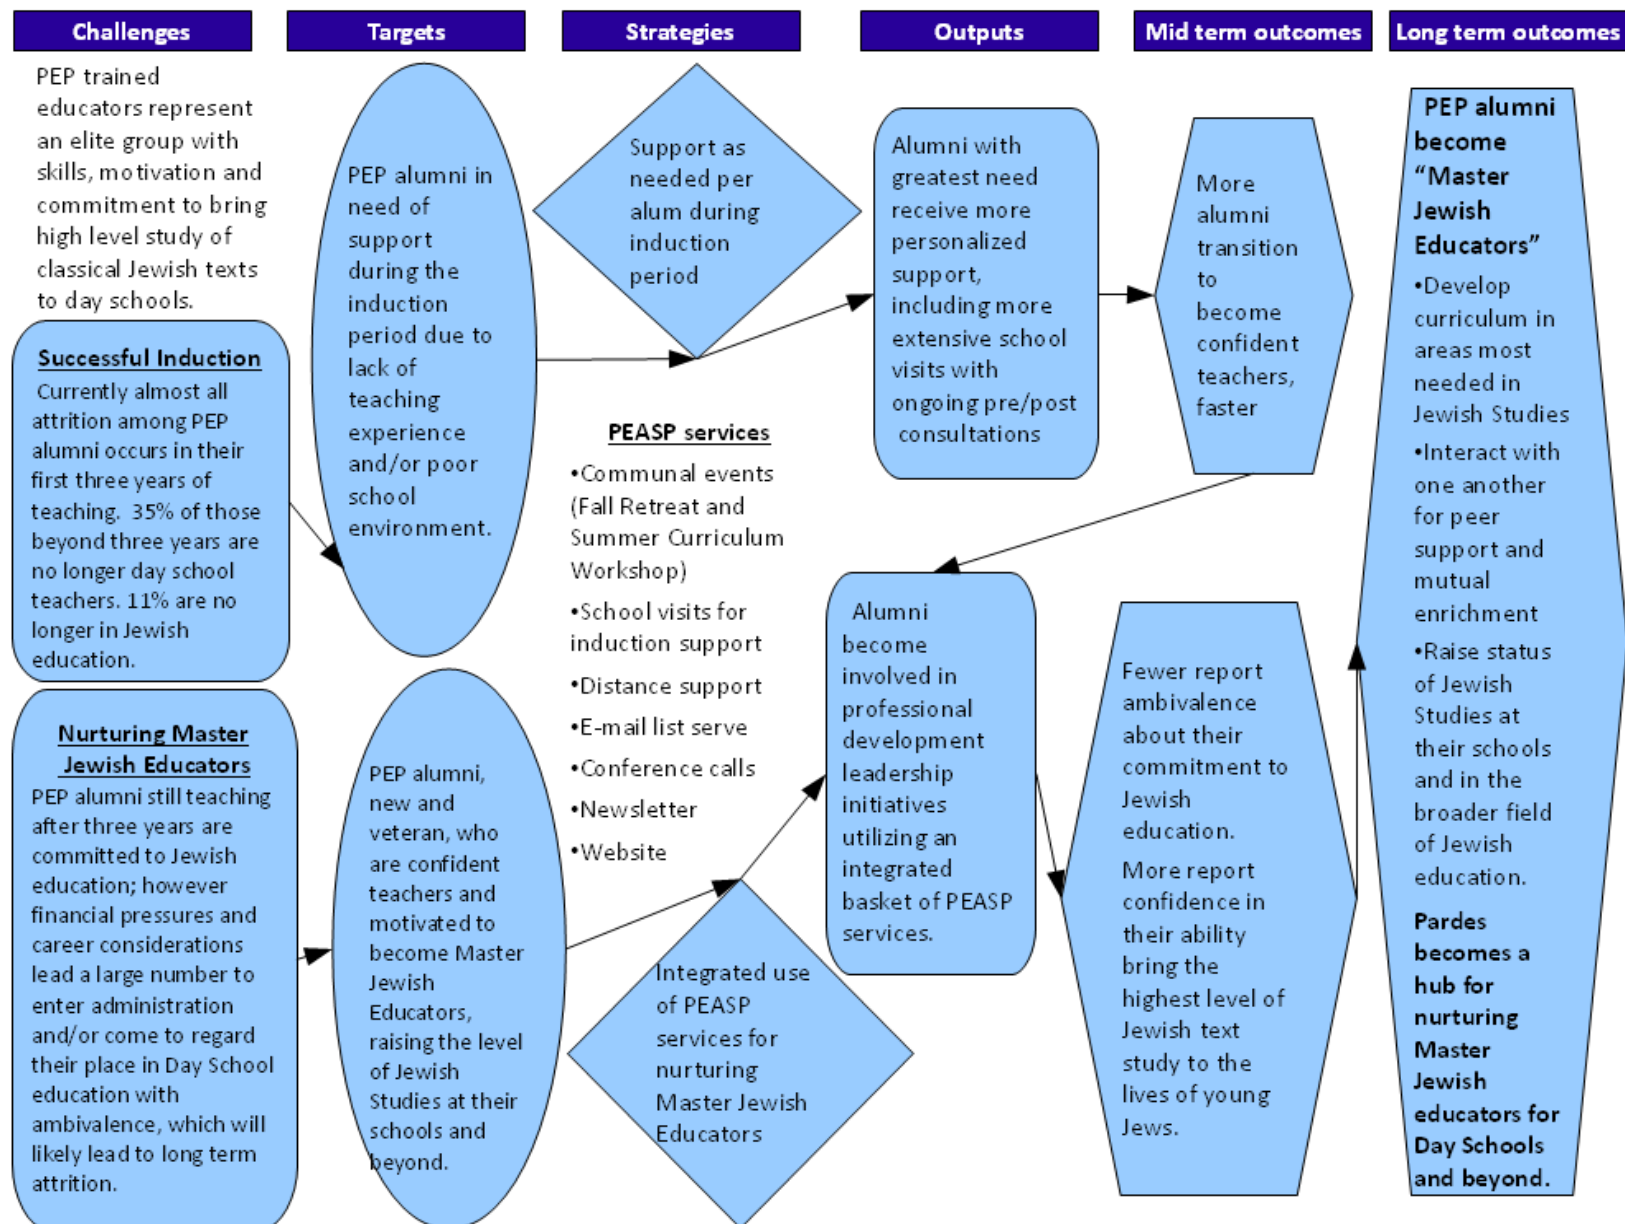 Challenges
Targets
Strategies
Outputs
Mid term outcomes
Long term outcomes
PEP trained
educators represent
an elite group with
skills, motivation and
commitment to bring
high level study of
classical Jewish texts
to day schools.
Successful Induction
Currently almost all
attrition among PEP
alumni occurs in their
first three years of
teaching. 35% of those
beyond three years are
no longer day school
teachers. 11% are no
longer in Jewish
education.
Nurturing Master
Jewish Educators
PEP alumni still teaching
after three years are
committed to Jewish
education; however
financial pressures and
career considerations
lead a large number to
enter administration
and/or come to regard
their place in Day School
education with
ambivalence, which will
likely lead to long term
attrition.
PEP alumni in
need of
support
during the
induction
period due to
lack of
teaching
experience
and/or poor
school
environment.
PEP alumni,
new and
veteran, who
are confident
teachers and
motivated to
become Master
Jewish
Educators,
raising the level
of Jewish
Studies at their
schools and
beyond.
Support as
needed per
alum during
induction
period
PEASP services
•Communal events
(Fall Retreat and
Summer Curriculum
Workshop)
•School visits for
induction support
•Distance support
•E-mail list serve
•Conference calls
•Newsletter
•Website
Integrated use
of PEASP
services for
nurturing
Master Jewish
Educators
Alumni with
greatest need
receive more
personalized
support,
including more
extensive school
visits with
ongoing pre/post
consultations
Alumni
become
involved in
professional
development
leadership
initiatives
utilizing an
integrated
basket of PEASP
services.
More
alumni
transition
to
become
confident
teachers,
faster
Fewer report
ambivalence
about their
commitment to
Jewish
education.
More report
confidence in
their ability
bring the
highest level of
Jewish text
study to the
lives of young
Jews.
PEP alumni
become
“Master
Jewish
Educators”
•Develop
curriculum in
areas most
needed in
Jewish Studies
•Interact with
one another
for peer
support and
mutual
enrichment
•Raise status
of Jewish
Studies at
their schools
and in the
broader field
of Jewish
education.
Pardes
becomes a
hub for
nurturing
Master
Jewish
educators for
Day Schools
and beyond.